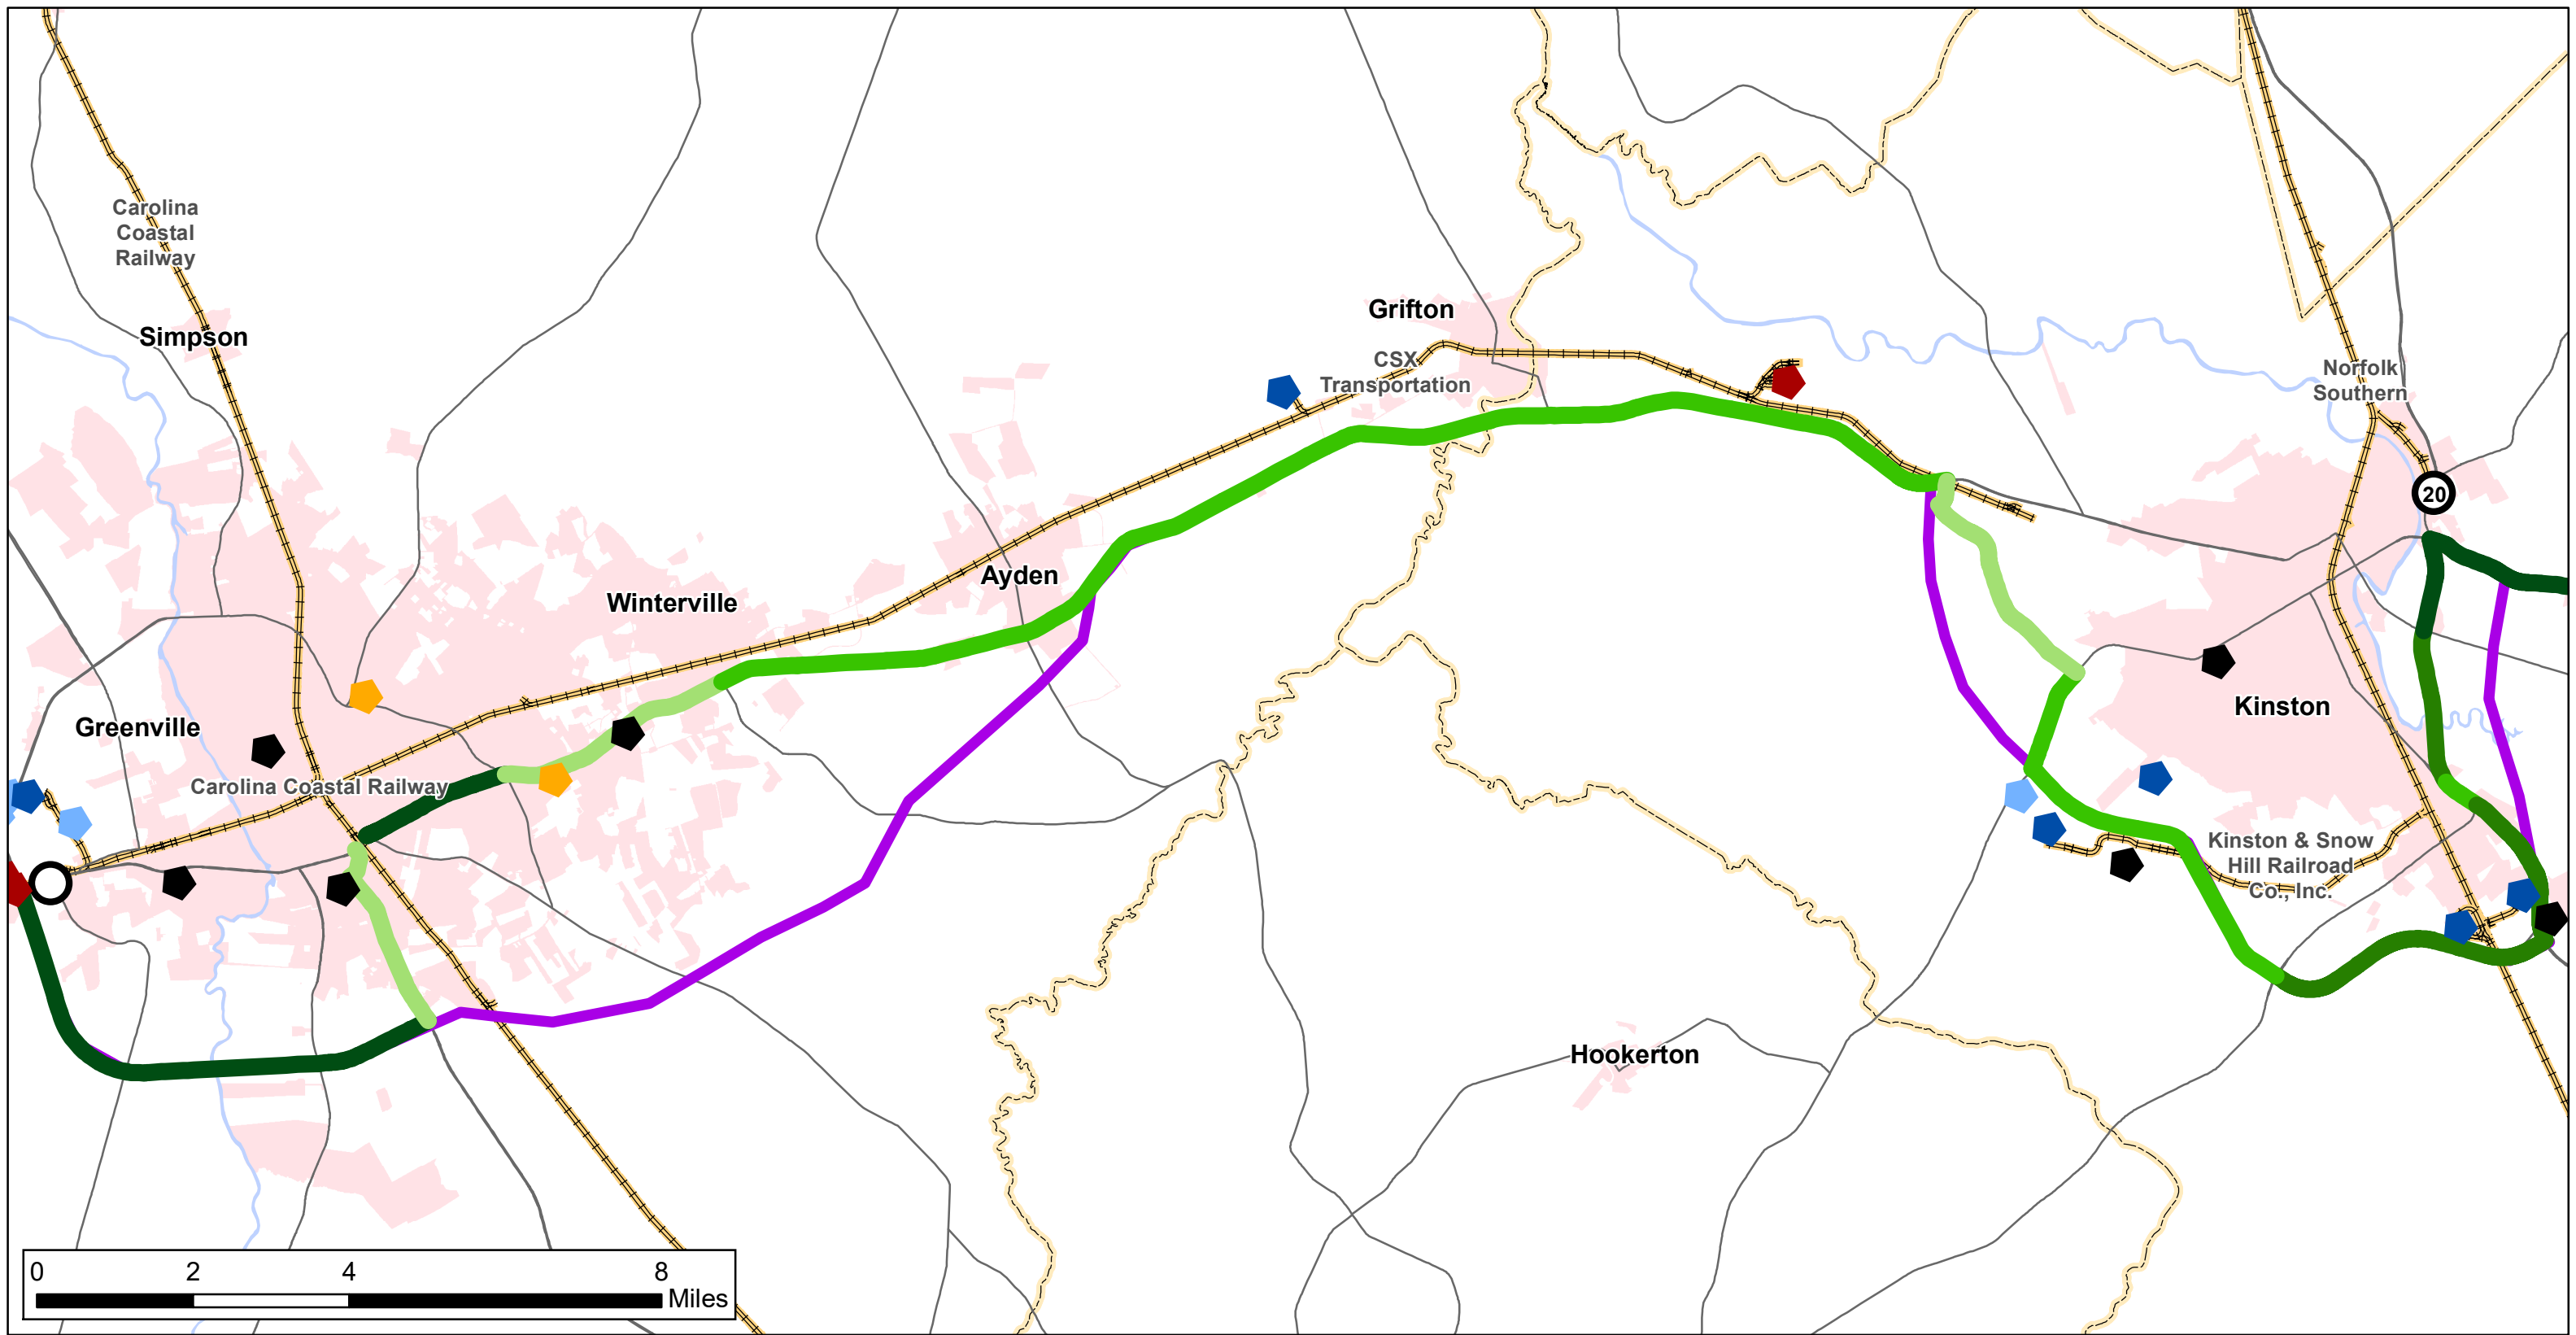 Carolina
Coastal
Railway
Simpson
Grifton
CSX
Transportation
Norfolk
Southern
20
Ayden
Winterville
Greenville
Kinston
Carolina Coastal Railway
Kinston & Snow
Hill Railroad
Co., Inc.
Hookerton
0 2 4 8
Miles